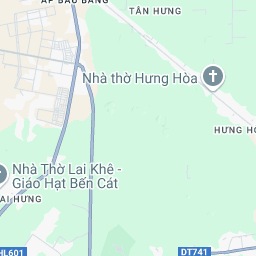 ẤP BÀU BÀNG
TÂN HƯNG
Nhà thờ Hưng Hòa
HƯNG H
Nhà Thờ Lai Khê -
Giáo Hạt Bến Cát
AI HƯNG
HL601
DT741